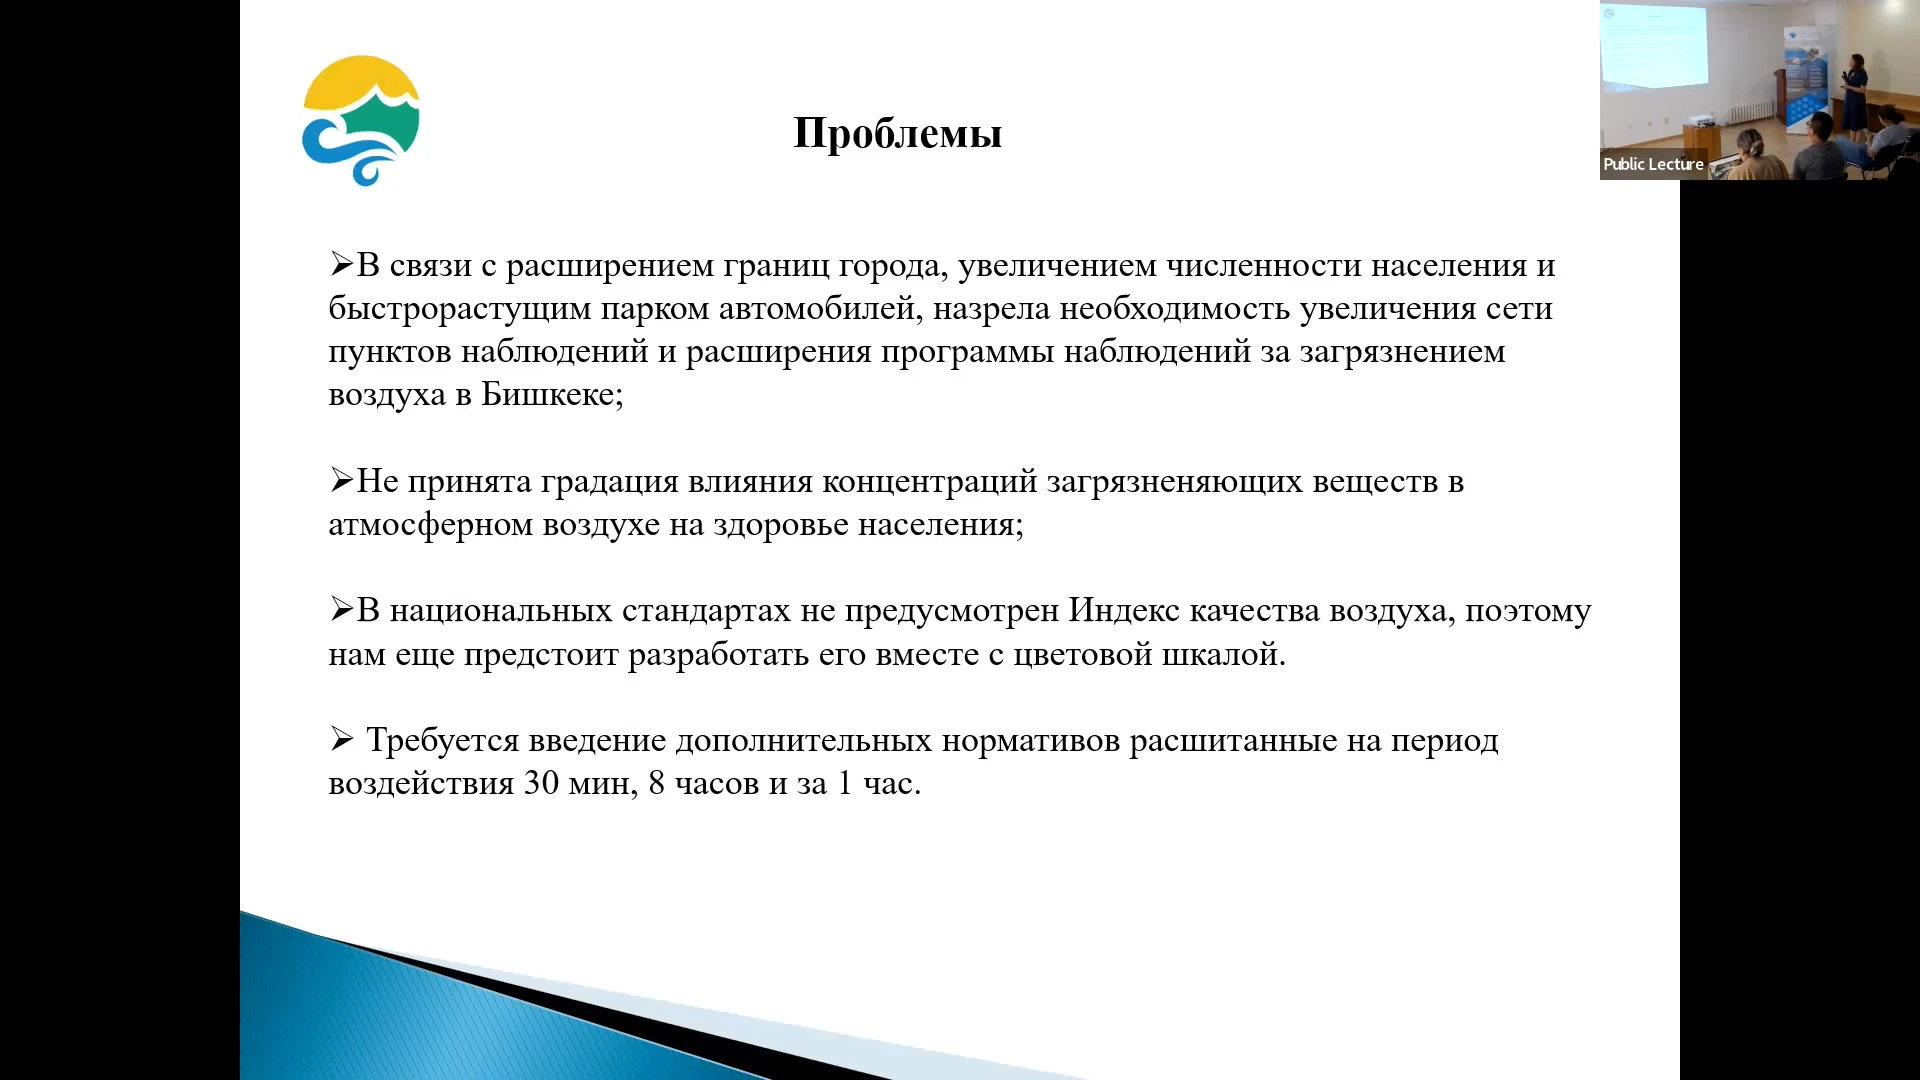 Проблемы
Public Lecture
➢В связи с расширением границ города, увеличением численности населения и
быстрорастущим парком автомобилей, назрела необходимость увеличения сети
пунктов наблюдений и расширения программы наблюдений за загрязнением
воздуха в Бишкеке;
➢Не принята градация влияния концентраций загрязненяющих веществ в
атмосферном воздухе на здоровье населения;
➢В национальных стандартах не предусмотрен Индекс качества воздуха, поэтому
нам еще предстоит разработать его вместе с цветовой шкалой.
➢ Требуется введение дополнительных нормативов расшитанные на период
воздействия 30 мин, 8 часов и за 1 час.